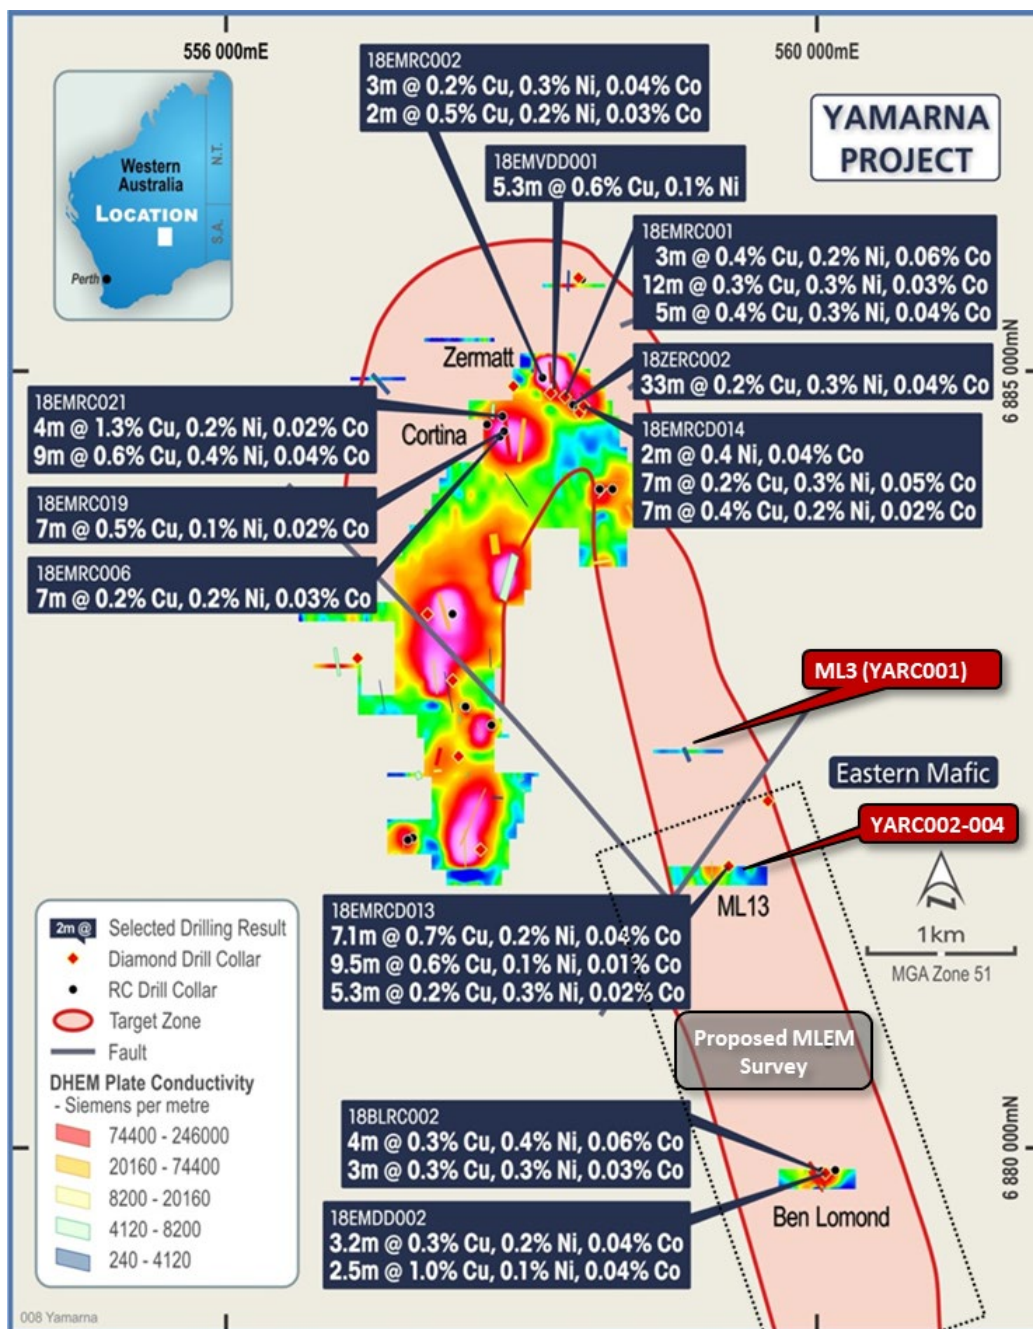 556 000mE
560 000mE
18EMRC002
3m @ 0.2% Cu, 0.3% Ni, 0.04% Co
2m @ 0.5% Cu, 0.2% Ni, 0.03% Co
YAMARNA
PROJECT
Western
Australia
LOCATION
N.T.
S.A.
Perth
18EMVDD001
5.3m @ 0.6% Cu, 0.1% Ni
18EMRC001
3m @ 0.4% Cu, 0.2% Ni, 0.06% Co
12m @ 0.3% Cu, 0.3% Ni, 0.03% Co
5m @ 0.4% Cu, 0.3% Ni, 0.04% Co
Zermatt
18ZERC002
33m @ 0.2% Cu, 0.3% Ni, 0.04% Co
6 885 000mN
18EMRC021
4m @ 1.3% Cu, 0.2% Ni, 0.02% Co
9m @ 0.6% Cu, 0.4% Ni, 0.04% Co
Cortina
18EMRCD014
2m @ 0.4 Ni, 0.04% Co
7m @ 0.2% Cu, 0.3% Ni, 0.05% Co
7m @ 0.4% Cu, 0.2% Ni, 0.02% Co
18EMRC019
7m @ 0.5% Cu, 0.1% Ni, 0.02% Co
18EMRC006
7m @ 0.2% Cu, 0.2% Ni, 0.03% Co
ML3 (YARC001)
Eastern Mafic
YARC002-004
ML13
18EMRCD013
7.1m @ 0.7% Cu, 0.2% Ni, 0.04% Co
9.5m @ 0.6% Cu, 0.1% Ni, 0.01% Co
5.3m @ 0.2% Cu, 0.3% Ni, 0.02% Co
N
1km
MGA Zone 51
2m @
Selected Drilling Result
Diamond Drill Collar
RC Drill Collar
Target Zone
Fault
DHEM Plate Conductivity
- Siemens per metre
74400 - 246000
20160 - 74400
8200 - 20160
4120 - 8200
240 - 4120
Proposed MLEM
Survey
18BLRC002
4m @ 0.3% Cu, 0.4% Ni, 0.06% Co
3m @ 0.3% Cu, 0.3% Ni, 0.03% Co
6 880 000mN
Ben Lomond
18EMDD002
3.2m @ 0.3% Cu, 0.2% Ni, 0.04% Co
2.5m @ 1.0% Cu, 0.1% Ni, 0.04% Co
008 Yamarna